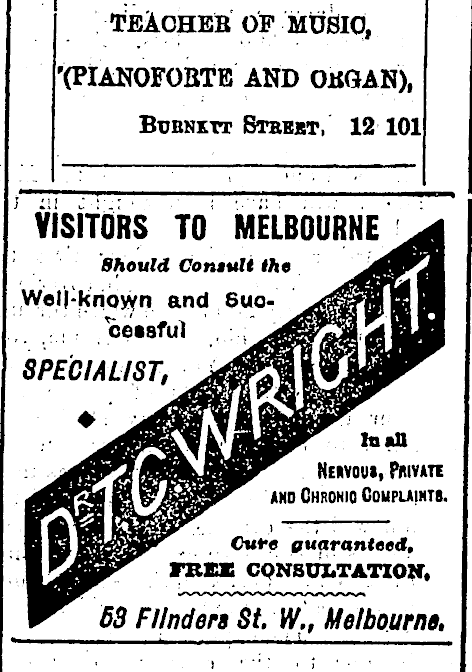 TEACHER OF MUSIC,
(PIANOFORTE AND ORGAN),
BURNETT STREET, 12 101
VISITORS TO MELBOURNE
Should Consult the
Well-known and Suc-
cessful
SPECIALIST,
DR T C WRIGHT.
In all
NERVOUS, PRIVATE
AND CHRONIC COMPLAINTS.
Cure guaranteed,
FREE CONSULTATION,
53 Flinders St. W., Melbourne.